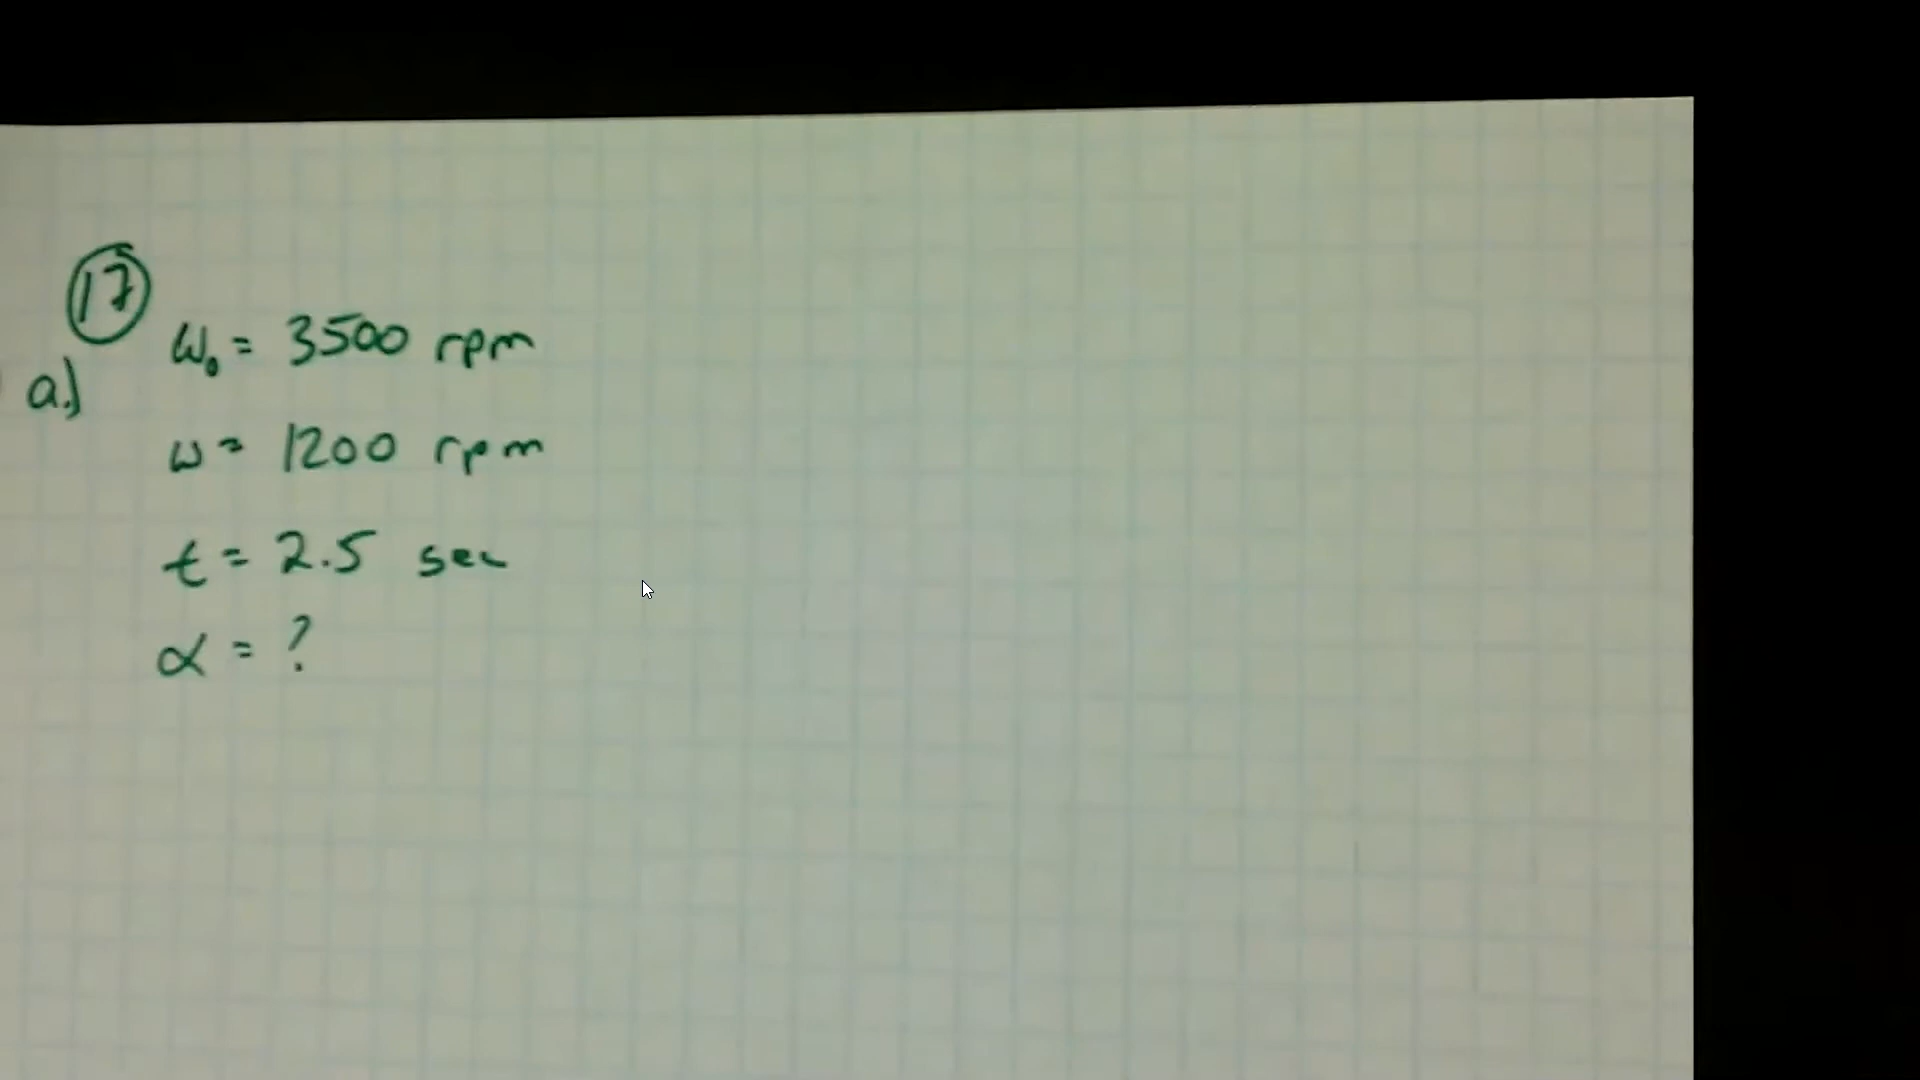 17
ω₀ = 3500 rpm
a.)
ω = 1200 rpm
t = 2.5 sec
α = ?